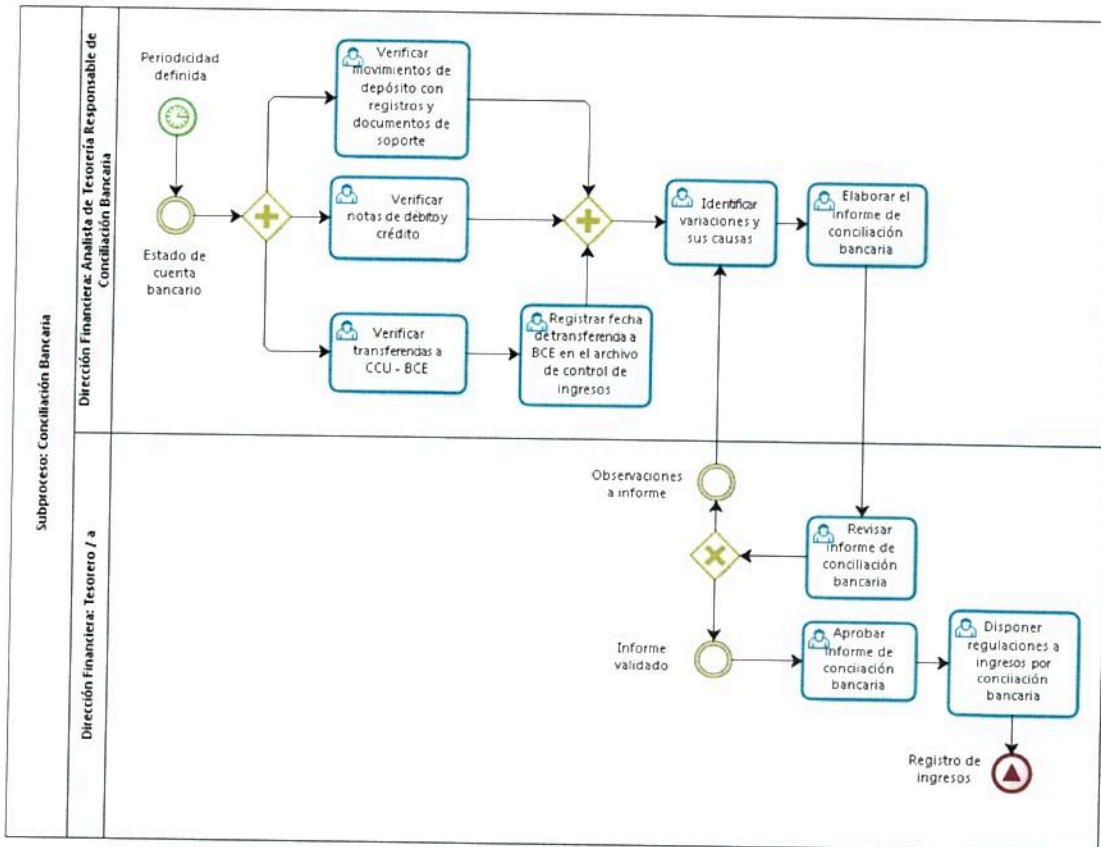 Subproceso: Conciliación Bancaria
Dirección Financiera: Analista de Tesorería Responsable de
Conciliación Bancaria
Periodicidad
definida
Estado de
cuenta
bancario
Verificar
movimientos de
depósito con
registros y
documentos de
soporte
Verificar
notas de débito y
crédito
Verificar
transferencias a
CCU - BCE
Registrar fecha
de transferencia a
BCE en el archivo
de control de
ingresos
Identificar
variaciones y
sus causas
Elaborar el
informe de
conciliación
bancaria
Dirección Financiera: Tesorero / a
Observaciones
a informe
Revisar
informe de
conciliación
bancaria
Informe
validado
Aprobar
informe de
conciliación
bancaria
Disponer
regulaciones a
ingresos por
conciliación
bancaria
Registro de
ingresos